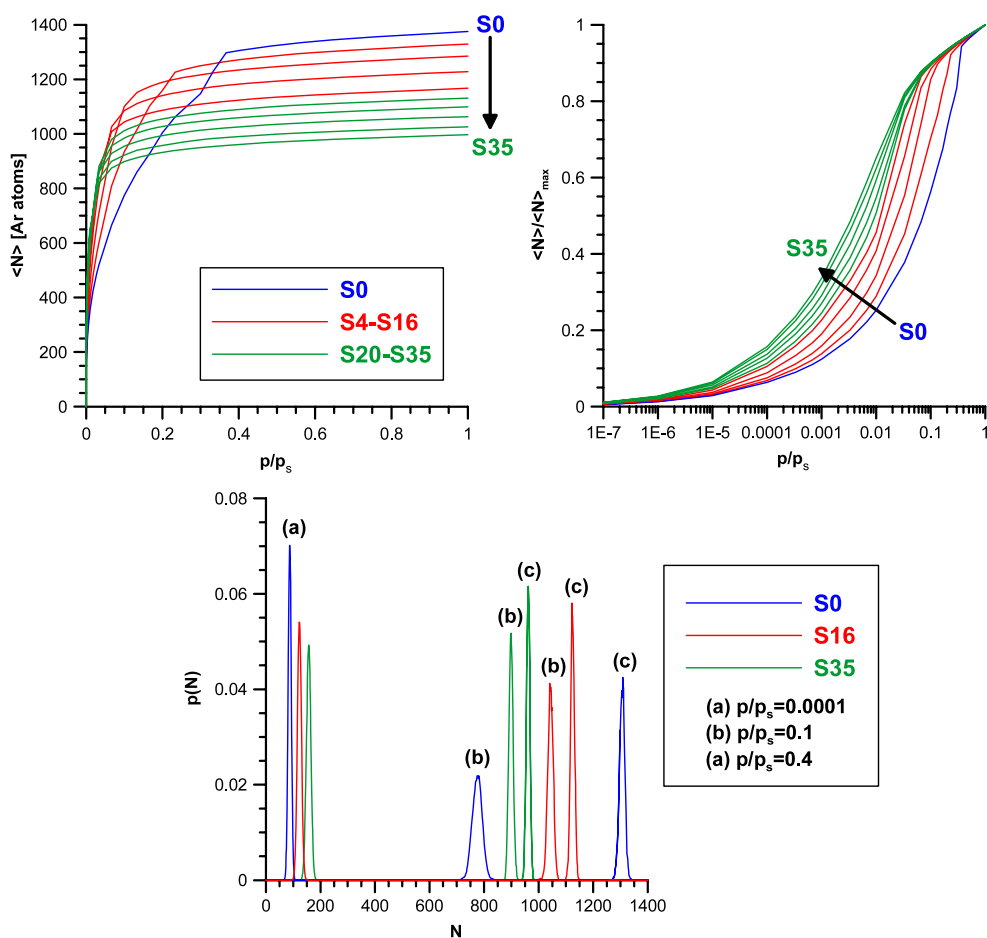 1400
1200
1000
800
600
400
200
0
<N> [Ar atoms]
0
0.2
0.4
0.6
0.8
1
p/ps
S0
S35
S0
S4-S16
S20-S35
1
0.8
0.6
0.4
0.2
0
<N>/<N>max
1E-7
1E-6
1E-5
0.0001
0.001
0.01
0.1
1
p/ps
S35
S0
0.08
0.06
0.04
0.02
0
p(N)
0
200
400
600
800
1000
1200
1400
N
(a)
(b)
(b)
(c)
(b)
(c)
(c)
S0
S16
S35
(a) p/ps=0.0001
(b) p/ps=0.1
(a) p/ps=0.4